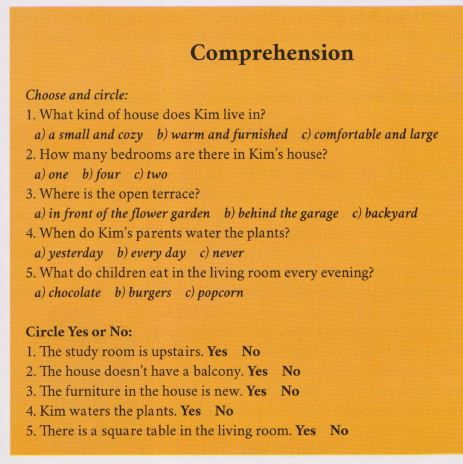 Comprehension
Choose and circle:
1. What kind of house does Kim live in?
a) a small and cozy b) warm and furnished c) comfortable and large
2. How many bedrooms are there in Kim's house?
a) one b) four c) two
3. Where is the open terrace?
a) in front of the flower garden b) behind the garage c) backyard
4. When do Kim's parents water the plants?
a) yesterday b) every day c) never
5. What do children eat in the living room every evening?
a) chocolate b) burgers c) popcorn
Circle Yes or No:
1. The study room is upstairs. Yes No
2. The house doesn't have a balcony. Yes No
3. The furniture in the house is new. Yes No
4. Kim waters the plants. Yes No
5. There is a square table in the living room. Yes No